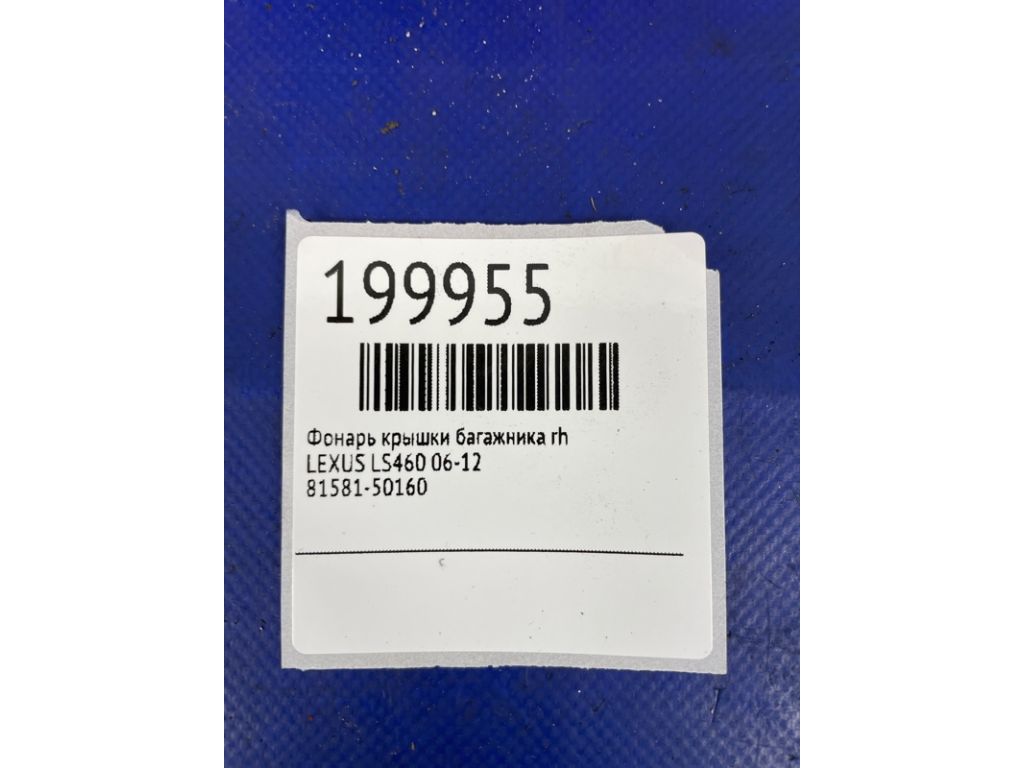 199955
Фонарь крышки багажника rh
LEXUS LS460 06-12
81581-50160